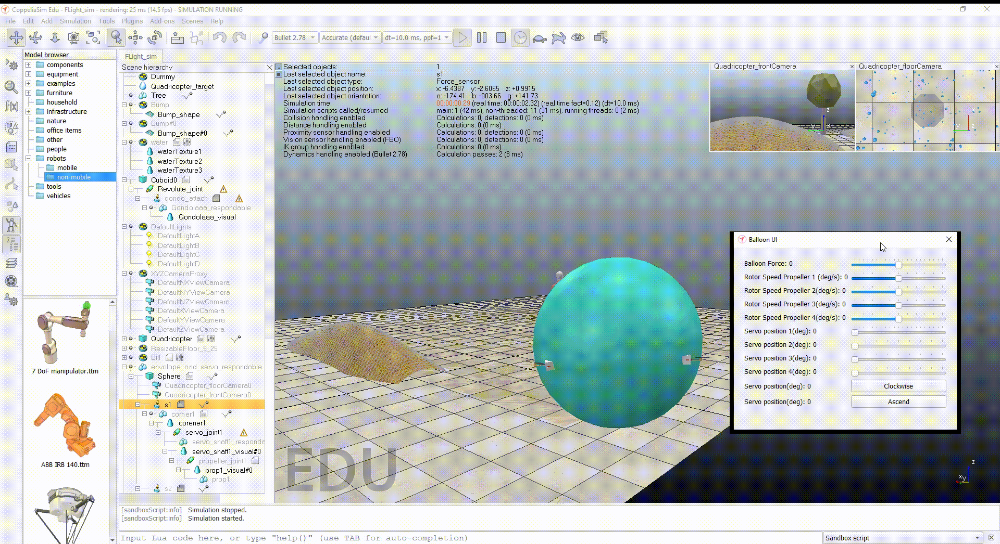 CoppeliaSim Edu - FLight_sim - rendering: 25 ms (14.5 fps) - SIMULATION RUNNING
File Edit Add Simulation Tools Plugins Add-ons Scenes Help
Bullet 2.78 Accurate (defaul dt=10.0 ms, ppf=1
Model browser
components
equipment
examples
furniture
household
infrastructure
nature
office items
other
people
robots
mobile
non-mobile
tools
vehicles
7 DoF manipulator.ttm
ABB IRB 140.ttm
FLight_sim
Scene hierarchy
Dummy
Quadricopter_target
Tree
Bump
Bump_shape
Bump#0
Bump_shape#0
water
waterTexture1
waterTexture2
waterTexture3
Cuboid0
Revolute_joint
gondo_attach
Gondolaaa_respondable
Gondolaaa_visual
DefaultLights
DefaultLightA
DefaultLightB
DefaultLightC
DefaultLightD
XYZCameraProxy
DefaultNXViewCamera
DefaultNYViewCamera
DefaultNZViewCamera
DefaultXViewCamera
DefaultYViewCamera
DefaultZViewCamera
Quadricopter
ResizableFloor_5_25
Bill
envolope_and_servo_respondable
Sphere
Quadricopter_floorCamera0
Quadricopter_frontCamera0
s1
corner1
corener1
servo_joint1
servo_shaft1_responda
servo_shaft1_visual#0
propeller_joint1
prop1_visual#0
prop1
s2
Selected objects: 1
Last selected object name: s1
Last selected object type: Force_sensor
Last selected object position: x: -6.4387 y: -2.6065 z: +0.9915
Last selected object orientation: a:-174.41 b: -003.66 g: +141.73
Simulation time: 00:00:00.29 (real time: 00:00:02.32) (real time fact=0.12) (dt=10.0 ms)
Simulation scripts called/resumed main: 1 (42 ms), non-threaded: 11 (31 ms), running threads: 0 (2 ms)
Collision handling enabled Calculations: 0, detections: 0 (0 ms)
Distance handling enabled Calculations: 0 (0 ms)
Proximity sensor handling enabled Calculations: 0, detections: 0 (0 ms)
Vision sensor handling enabled (FBO) Calculations: 0, detections: 0 (0 ms)
IK group handling enabled Calculations: 0 (0 ms)
Dynamics handling enabled (Bullet 2.78) Calculation passes: 2 (8 ms)
Quadricopter_frontCamera
z
y
x
Quadricopter_floorCamera
x
y
z
Balloon UI
Balloon Force: 0
Rotor Speed Propeller 1 (deg/s): 0
Rotor Speed Propeller 2(deg/s): 0
Rotor Speed Propeller 3(deg/s): 0
Rotor Speed Propeller 4(deg/s): 0
Servo position 1(deg): 0
Servo position 2(deg): 0
Servo position 3(deg): 0
Servo position 4(deg): 0
Servo position(deg): 0 Clockwise
Servo position(deg): 0 Ascend
EDU
z
xy
[sandboxScript:info] Simulation stopped.
[sandboxScript:info] Simulation started.
Input Lua code here, or type "help()" (use TAB for auto-completion)
Sandbox script